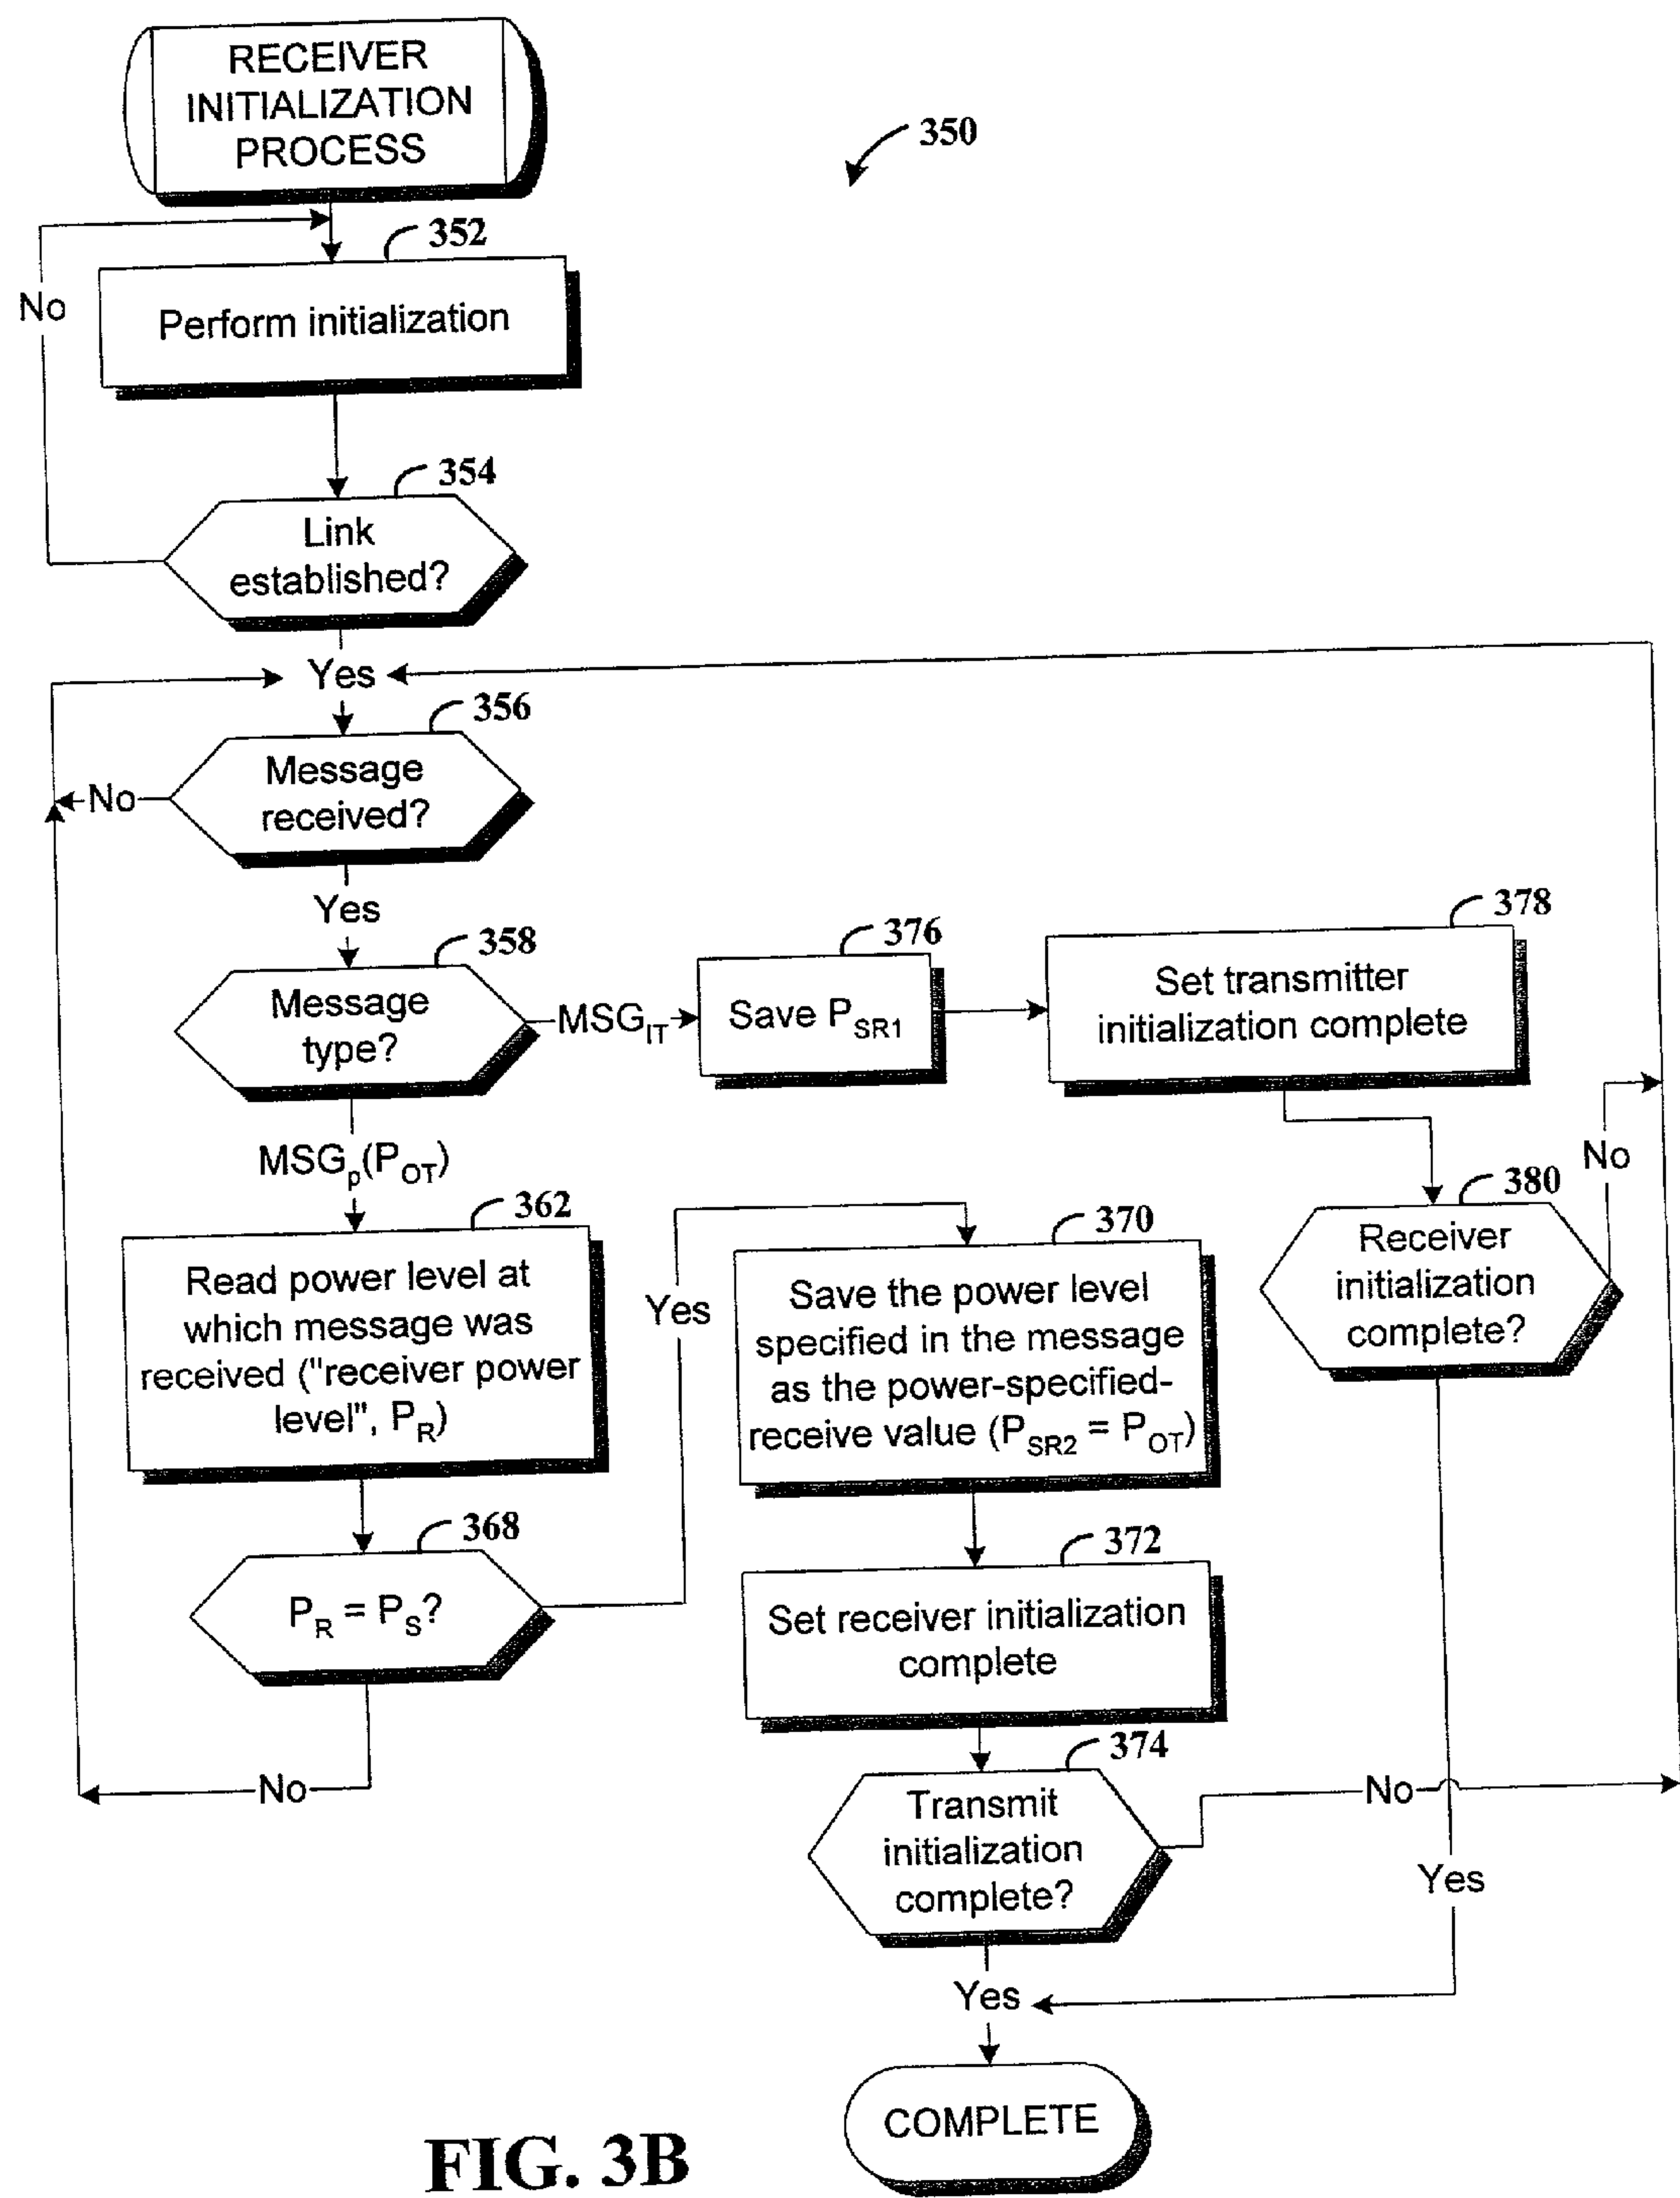 RECEIVER
INITIALIZATION
PROCESS
350
352
No
Perform initialization
354
Link
established?
Yes
356
Message
received?
No
Yes
358
Message
type?
MSG_IT
376
Save P_SR1
378
Set transmitter
initialization complete
MSG_p(P_OT)
No
380
Receiver
initialization
complete?
362
Read power level at
which message was
received ("receiver power
level", P_R)
Yes
370
Save the power level
specified in the message
as the power-specified-
receive value (P_SR2 = P_OT)
368
P_R = P_S?
No
372
Set receiver initialization
complete
374
Transmit
initialization
complete?
No
Yes
Yes
COMPLETE
FIG. 3B